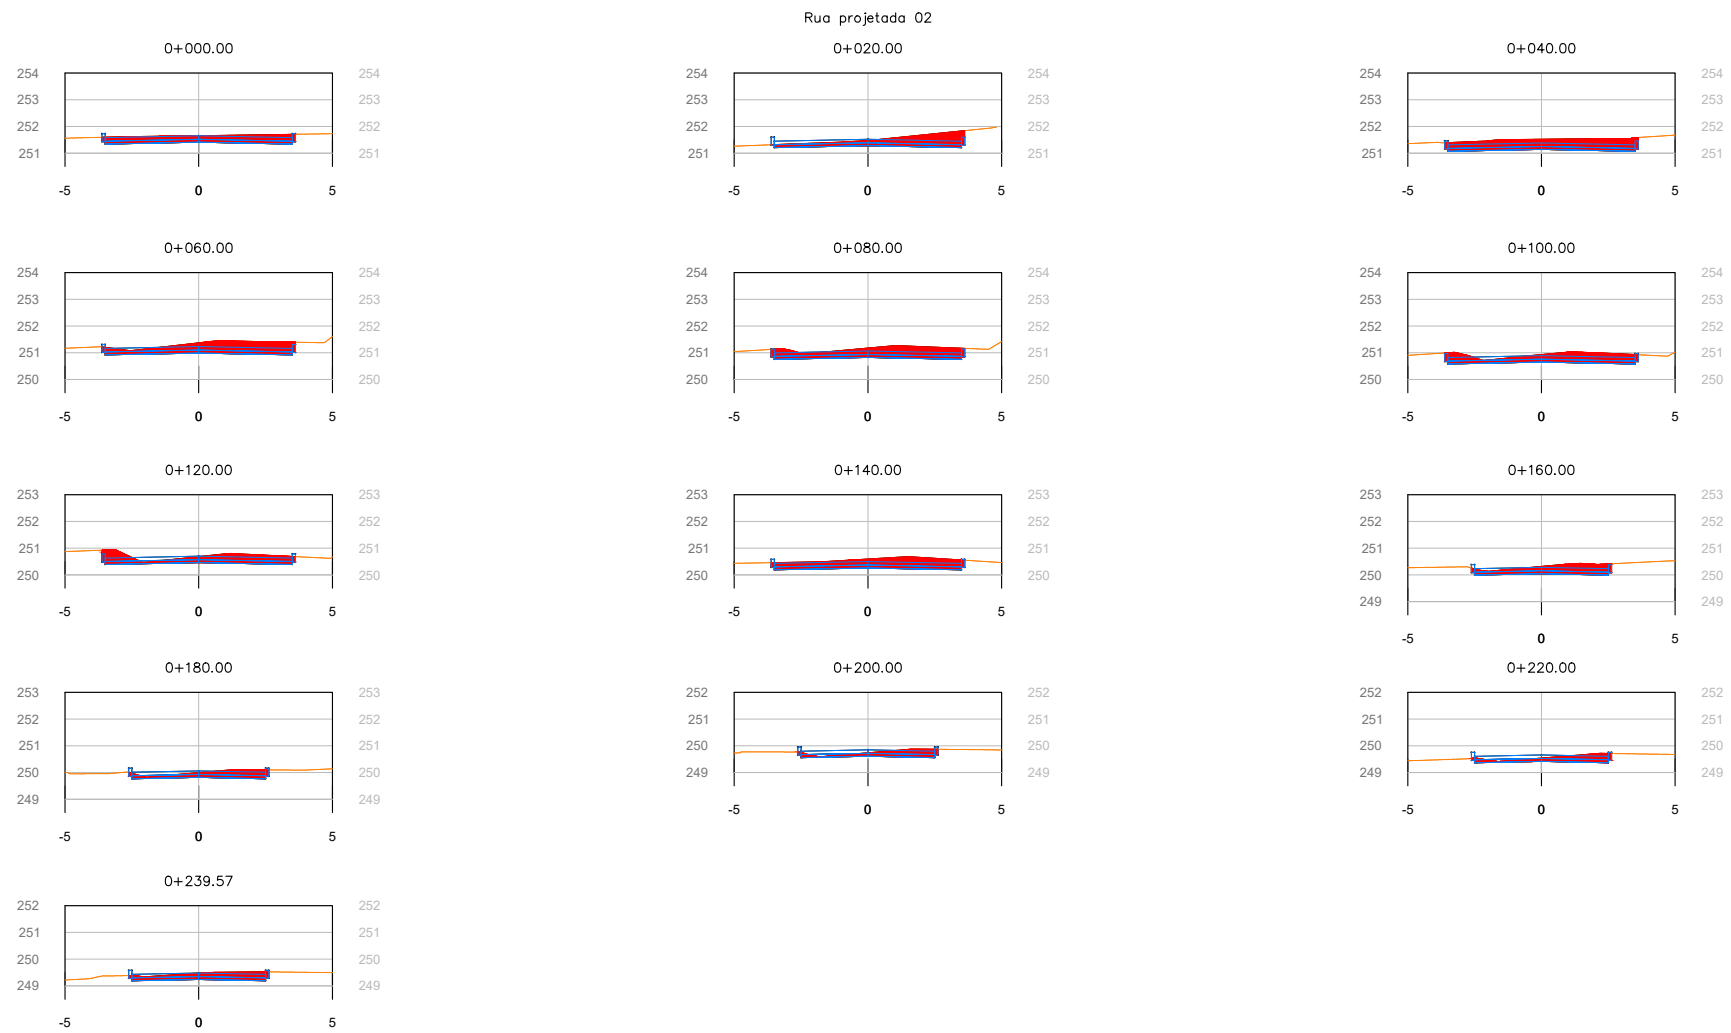 Rua projetada 02
0+000.00 0+020.00 0+040.00
254 254 254 254 254 254
253 253 253 253 253 253
252 252 252 252 252 252
251 251 251 251 251 251
-5 0 5 -5 0 5 -5 0 5
0+060.00 0+080.00 0+100.00
254 254 254 254 254 254
253 253 253 253 253 253
252 252 252 252 252 252
251 251 251 251 251 251
250 250 250 250 250 250
-5 0 5 -5 0 5 -5 0 5
0+120.00 0+140.00 0+160.00
253 253 253 253 253 253
252 252 252 252 252 252
251 251 251 251 251 251
250 250 250 250 250 250
249 249
-5 0 5 -5 0 5 -5 0 5
0+180.00 0+200.00 0+220.00
253 253 252 252 252 252
252 252 251 251 251 251
251 251 250 250 250 250
250 250 249 249 249 249
249 249
-5 0 5 -5 0 5 -5 0 5
0+239.57
252 252
251 251
250 250
249 249
-5 0 5